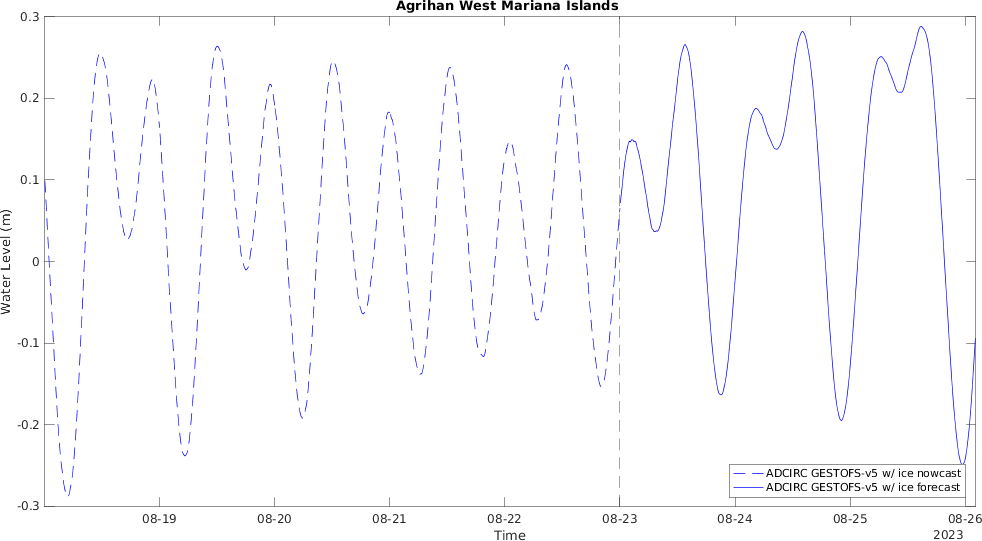 Agrihan West Mariana Islands
0.3
0.2
0.1
0
-0.1
-0.2
-0.3
Water Level (m)
ADCIRC GESTOFS-v5 w/ ice nowcast
ADCIRC GESTOFS-v5 w/ ice forecast
08-19 08-20 08-21 08-22 08-23 08-24 08-25 08-26
Time
2023